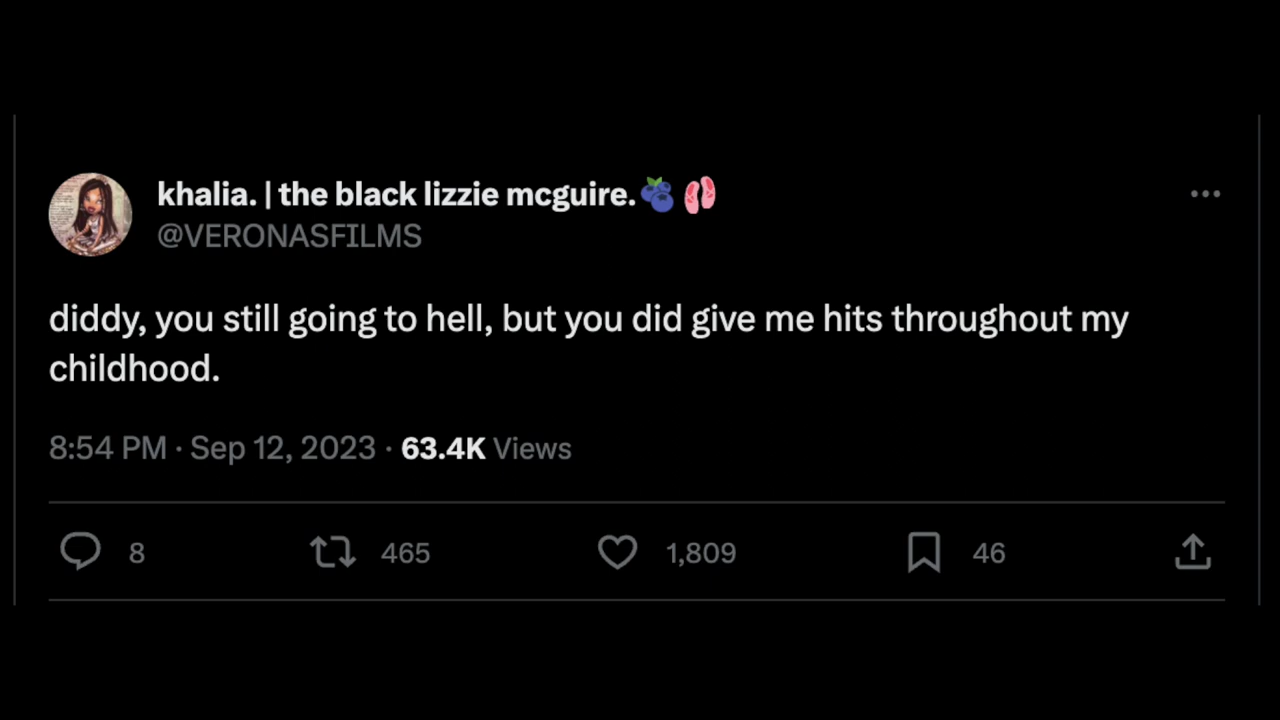 khalia. | the black lizzie mcguire.🫐🩰
@VERONASFILMS
diddy, you still going to hell, but you did give me hits throughout my
childhood.
8:54 PM · Sep 12, 2023 · 63.4K Views
8 465 1,809 46